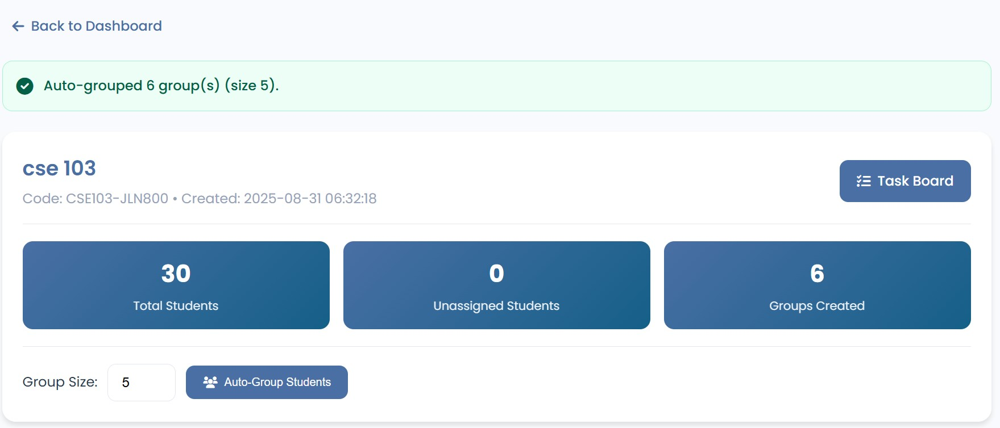 Back to Dashboard
Auto-grouped 6 group(s) (size 5).
cse 103
Code: CSE103-JLN800 • Created: 2025-08-31 06:32:18
Task Board
30
Total Students
0
Unassigned Students
6
Groups Created
Group Size: 5
Auto-Group Students